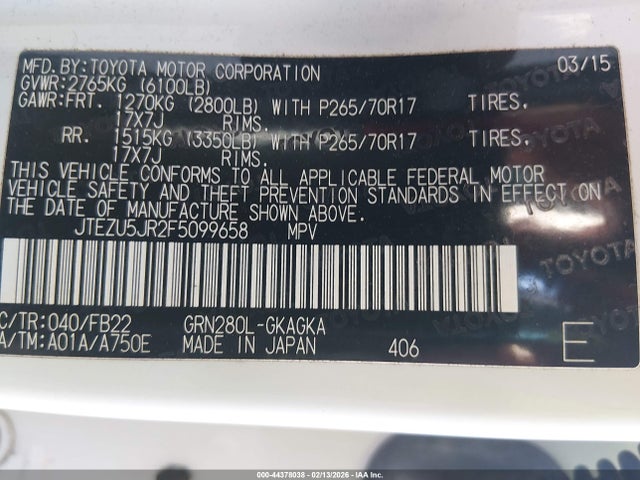 MFD. BY: TOYOTA MOTOR CORPORATION 03/15
GVWR: 2765KG (6100LB)
GAWR: FRT. 1270KG (2800LB) WITH P265/70R17 TIRES,
17X7J RIMS.
RR. 1515KG (3350LB) WITH P265/70R17 TIRES,
17X7J RIMS.
THIS VEHICLE CONFORMS TO ALL APPLICABLE FEDERAL MOTOR
VEHICLE SAFETY AND THEFT PREVENTION STANDARDS IN EFFECT ON
THE DATE OF MANUFACTURE SHOWN ABOVE.
JTEZU5JR2F5099658 MPV
C/TR: 040/FB22 GRN280L-GKAGKA
A/TM: A01A/A750E MADE IN JAPAN 406 E
000-44378038 - 02/13/2026 - IAA Inc.